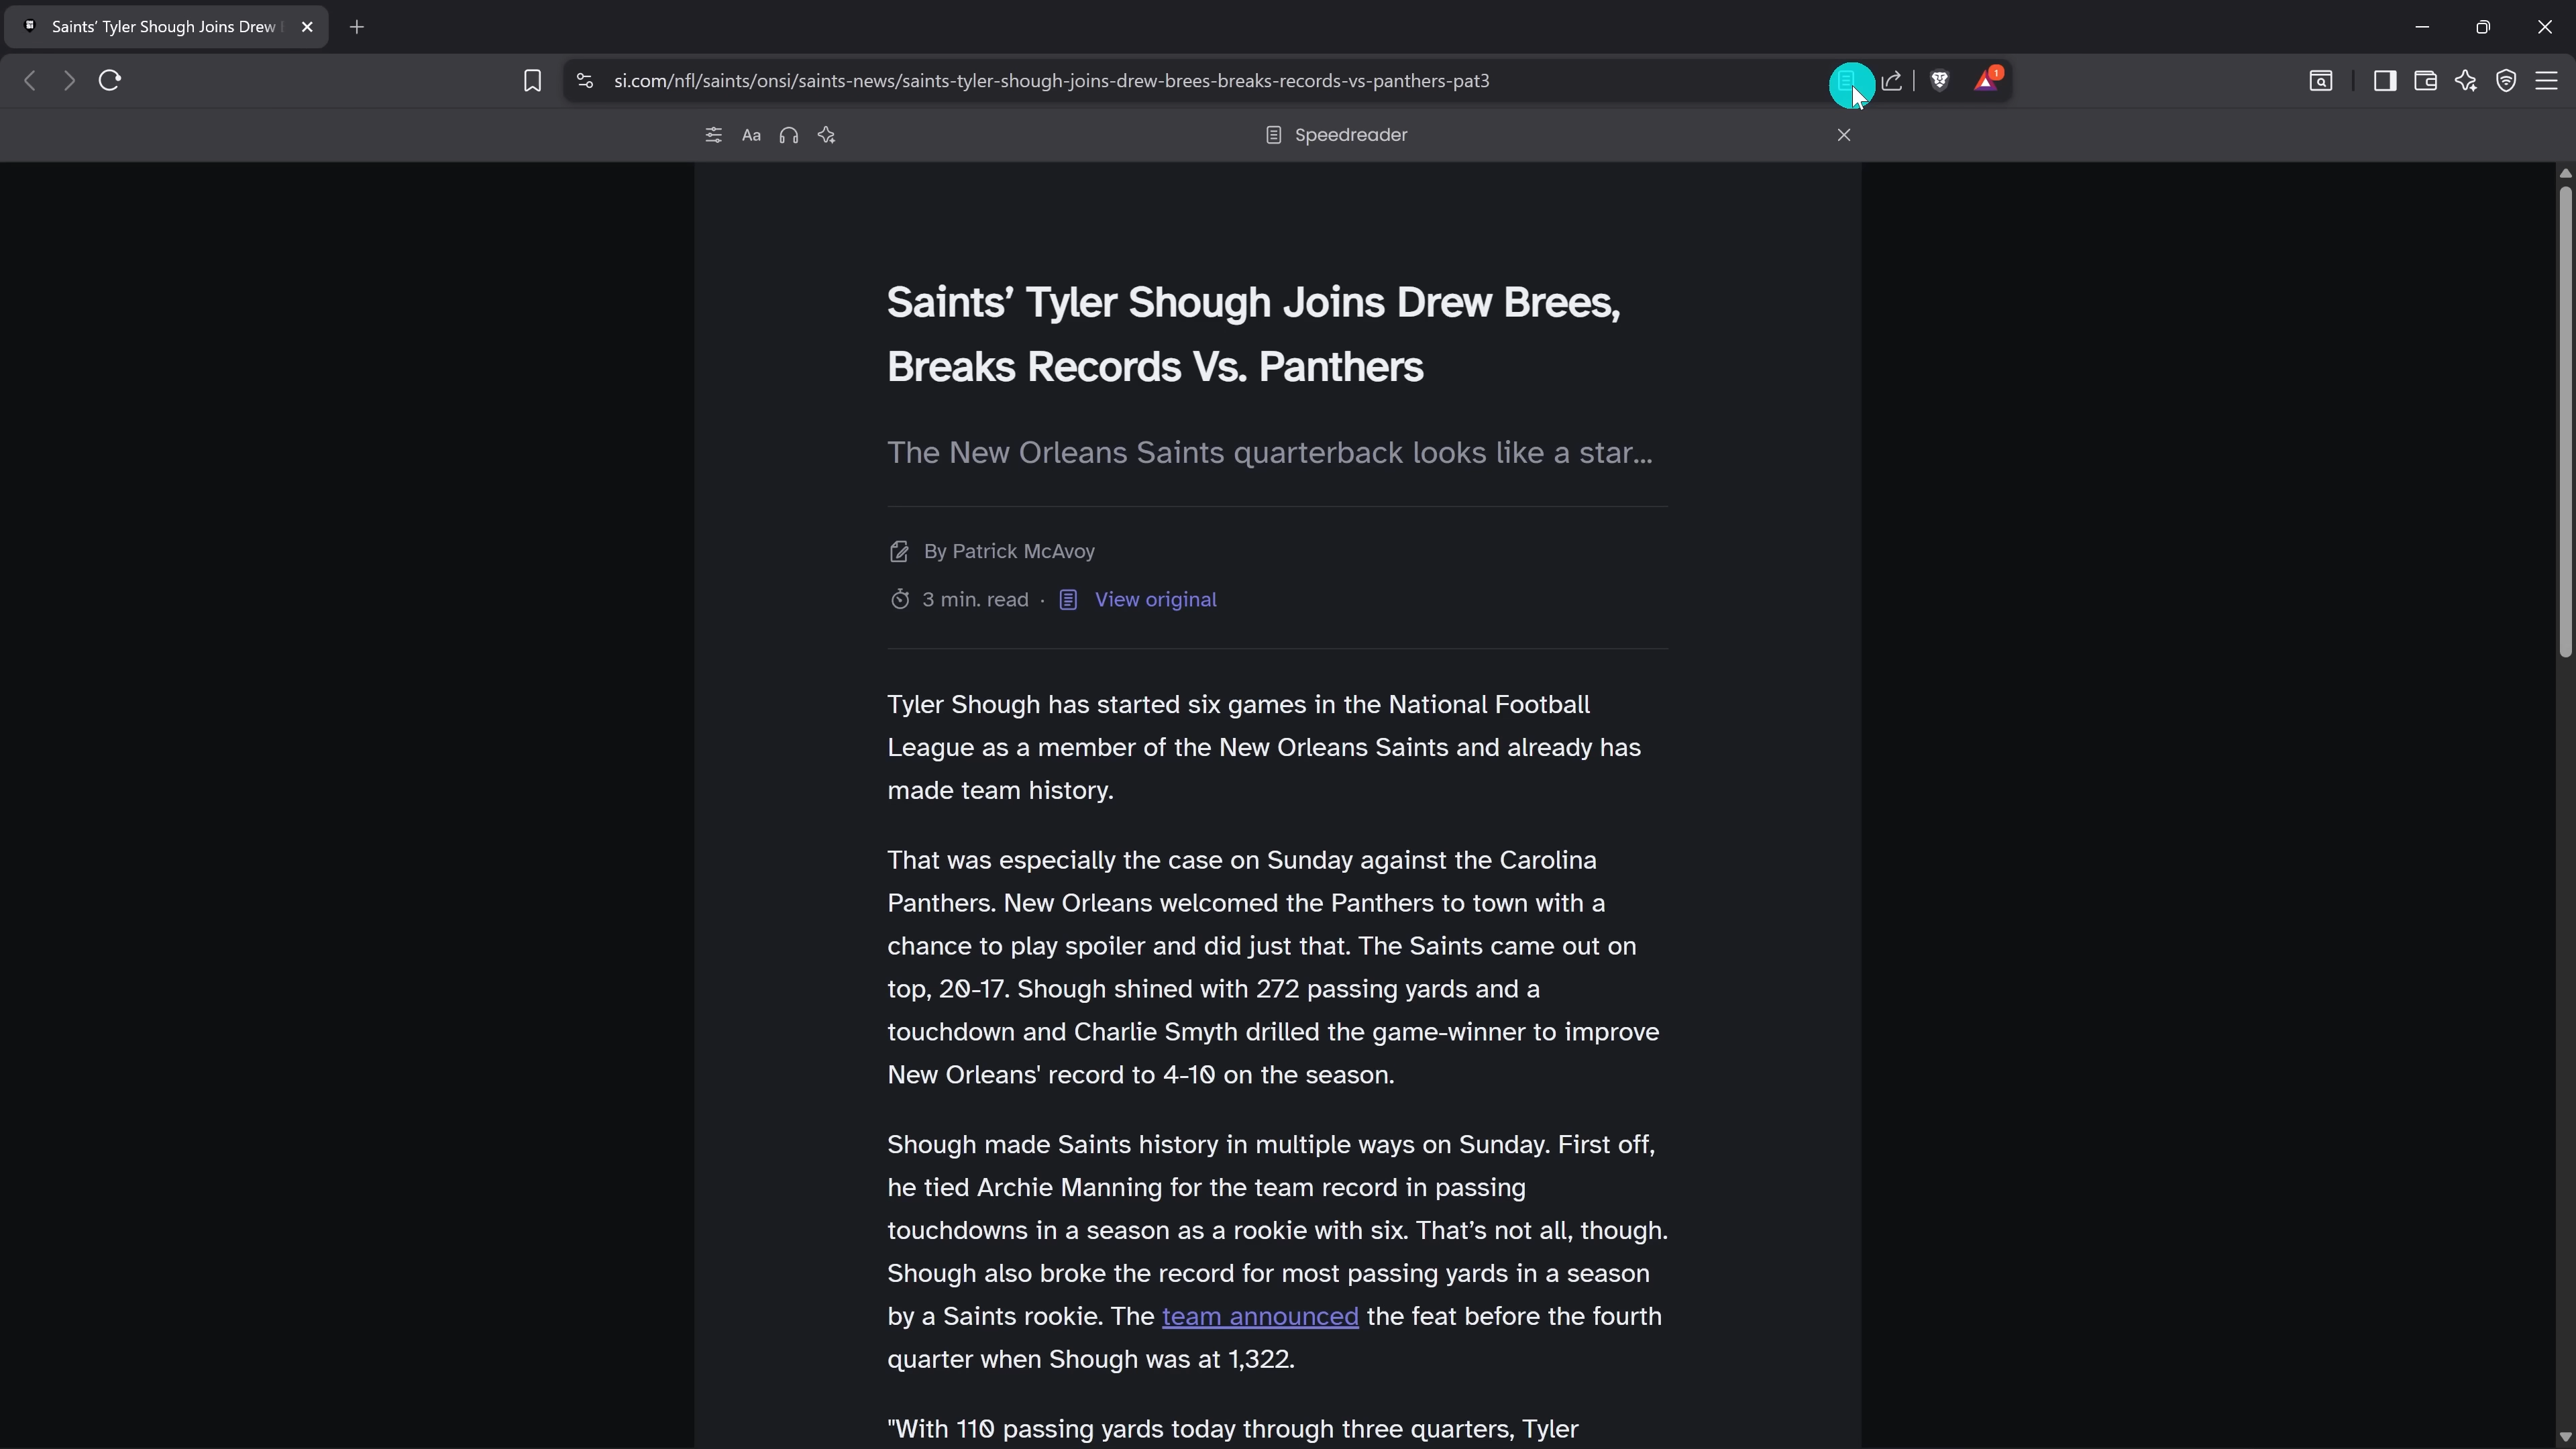 Saints' Tyler Shough Joins Drew
si.com/nfl/saints/onsi/saints-news/saints-tyler-shough-joins-drew-brees-breaks-records-vs-panthers-pat3
1
Aa
Speedreader
Saints’ Tyler Shough Joins Drew Brees,
Breaks Records Vs. Panthers
The New Orleans Saints quarterback looks like a star...
By Patrick McAvoy
3 min. read · View original
Tyler Shough has started six games in the National Football
League as a member of the New Orleans Saints and already has
made team history.
That was especially the case on Sunday against the Carolina
Panthers. New Orleans welcomed the Panthers to town with a
chance to play spoiler and did just that. The Saints came out on
top, 20-17. Shough shined with 272 passing yards and a
touchdown and Charlie Smyth drilled the game-winner to improve
New Orleans' record to 4-10 on the season.
Shough made Saints history in multiple ways on Sunday. First off,
he tied Archie Manning for the team record in passing
touchdowns in a season as a rookie with six. That’s not all, though.
Shough also broke the record for most passing yards in a season
by a Saints rookie. The team announced the feat before the fourth
quarter when Shough was at 1,322.
"With 110 passing yards today through three quarters, Tyler